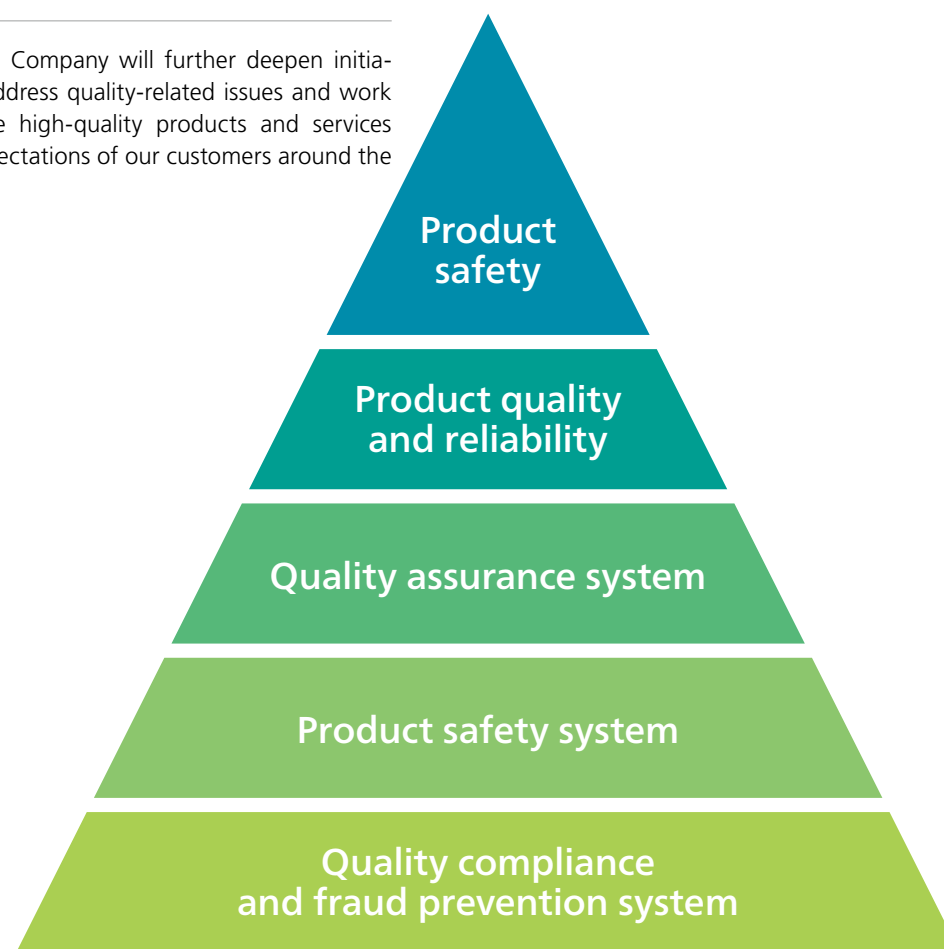 Company will further deepen initia-
ddress quality-related issues and work
e high-quality products and services
ectations of our customers around the
Product
safety
Product quality
and reliability
Quality assurance system
Product safety system
Quality compliance
and fraud prevention system